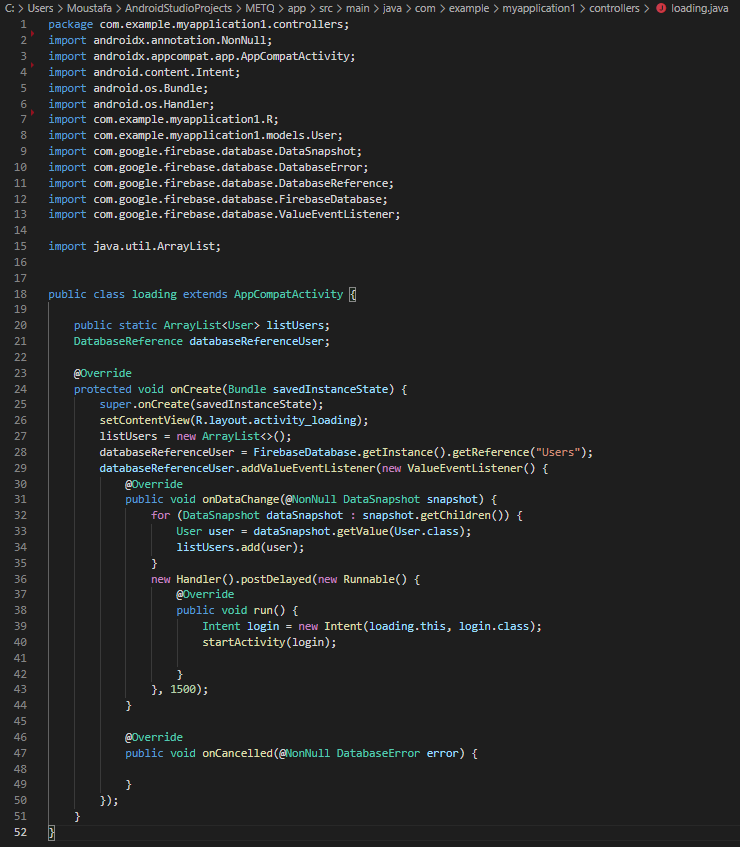 C: > Users > Moustafa > AndroidStudioProjects > METQ > app > src > main > java > com > example > myapplication1 > controllers > J loading.java
1 package com.example.myapplication1.controllers;
2 import androidx.annotation.NonNull;
3 import androidx.appcompat.app.AppCompatActivity;
4 import android.content.Intent;
5 import android.os.Bundle;
6 import android.os.Handler;
7 import com.example.myapplication1.R;
8 import com.example.myapplication1.models.User;
9 import com.google.firebase.database.DataSnapshot;
10 import com.google.firebase.database.DatabaseError;
11 import com.google.firebase.database.DatabaseReference;
12 import com.google.firebase.database.FirebaseDatabase;
13 import com.google.firebase.database.ValueEventListener;
14
15 import java.util.ArrayList;
16
17
18 public class loading extends AppCompatActivity {
19
20     public static ArrayList<User> listUsers;
21     DatabaseReference databaseReferenceUser;
22
23     @Override
24     protected void onCreate(Bundle savedInstanceState) {
25         super.onCreate(savedInstanceState);
26         setContentView(R.layout.activity_loading);
27         listUsers = new ArrayList<>();
28         databaseReferenceUser = FirebaseDatabase.getInstance().getReference("Users");
29         databaseReferenceUser.addValueEventListener(new ValueEventListener() {
30             @Override
31             public void onDataChange(@NonNull DataSnapshot snapshot) {
32                 for (DataSnapshot dataSnapshot : snapshot.getChildren()) {
33                     User user = dataSnapshot.getValue(User.class);
34                     listUsers.add(user);
35                 }
36                 new Handler().postDelayed(new Runnable() {
37                     @Override
38                     public void run() {
39                         Intent login = new Intent(loading.this, login.class);
40                         startActivity(login);
41
42                     }
43                 }, 1500);
44             }
45
46             @Override
47             public void onCancelled(@NonNull DatabaseError error) {
48
49             }
50         });
51     }
52 }